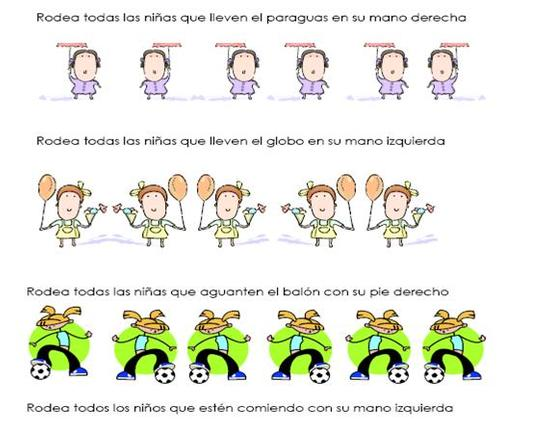 Rodea todas las niñas que lleven el paraguas en su mano derecha
Rodea todas las niñas que lleven el globo en su mano izquierda
Rodea todas las niñas que aguanten el balón con su pie derecho
Rodea todos los niños que estén comiendo con su mano izquierda